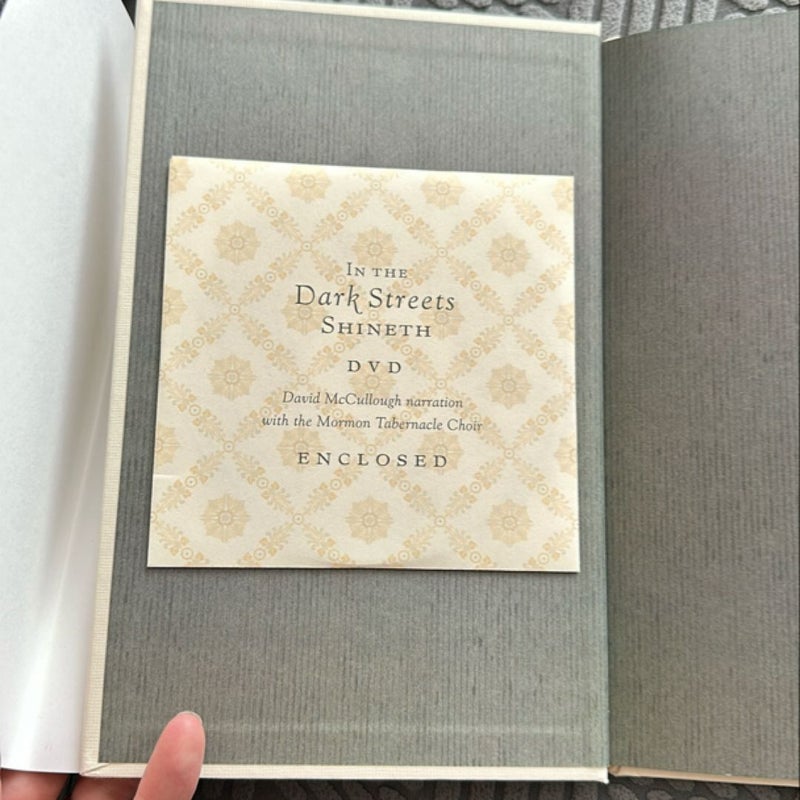 In the
Dark Streets
Shineth
DVD
David McCullough narration
with the Mormon Tabernacle Choir
ENCLOSED